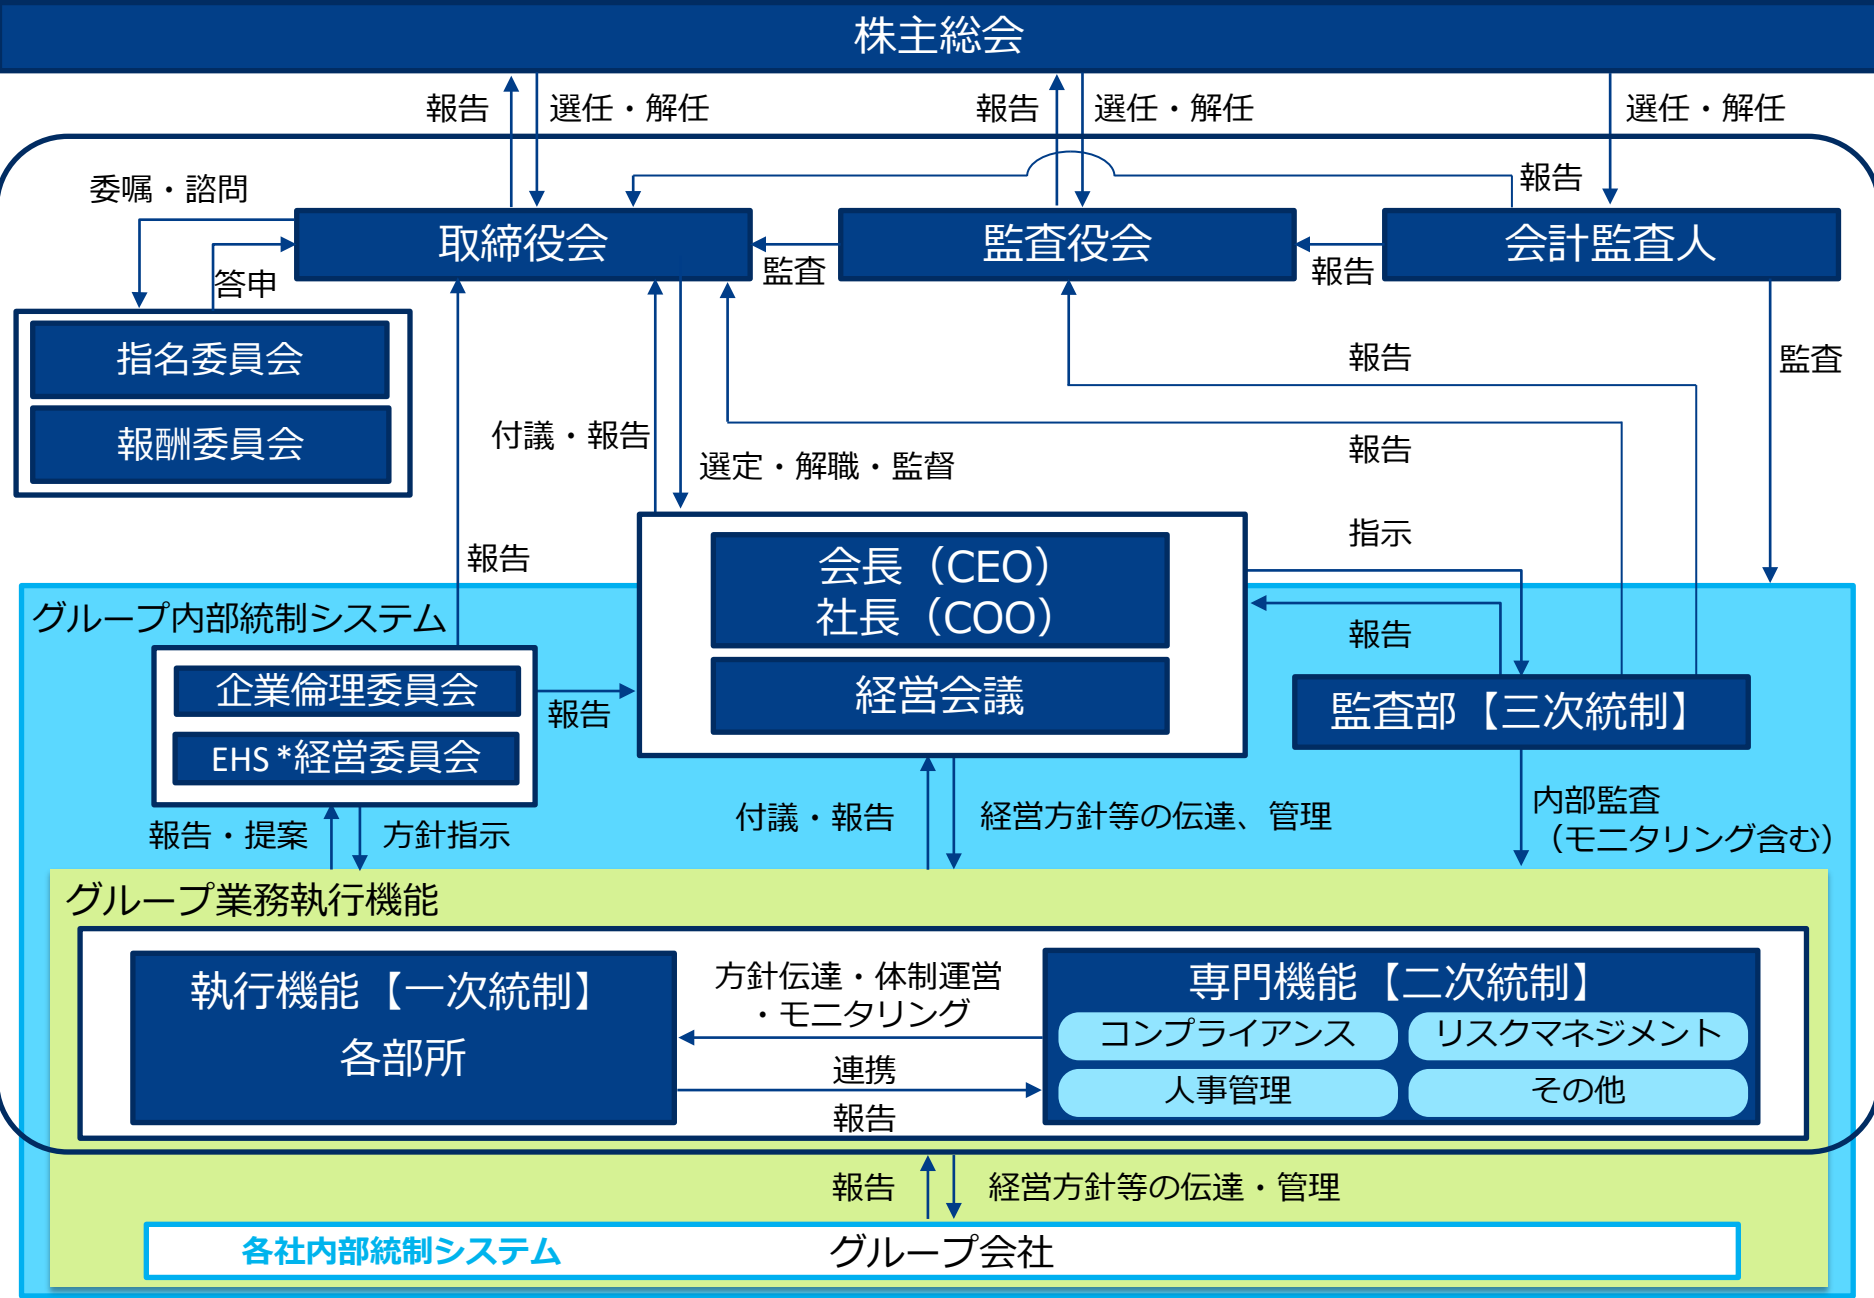 株主総会
報告
選任・解任
報告
選任・解任
選任・解任
委嘱・諮問
報告
取締役会
監査
監査役会
報告
会計監査人
答申
指名委員会
報酬委員会
報告
監査
付議・報告
報告
選定・解職・監督
指示
報告
会長（CEO）
社長（COO）
経営会議
グループ内部統制システム
報告
企業倫理委員会
EHS*経営委員会
報告
監査部【三次統制】
報告・提案
方針指示
付議・報告
経営方針等の伝達、管理
内部監査
（モニタリング含む）
グループ業務執行機能
執行機能【一次統制】
各部所
方針伝達・体制運営
・モニタリング
連携
報告
専門機能【二次統制】
コンプライアンス
リスクマネジメント
人事管理
その他
報告
経営方針等の伝達・管理
各社内部統制システム
グループ会社